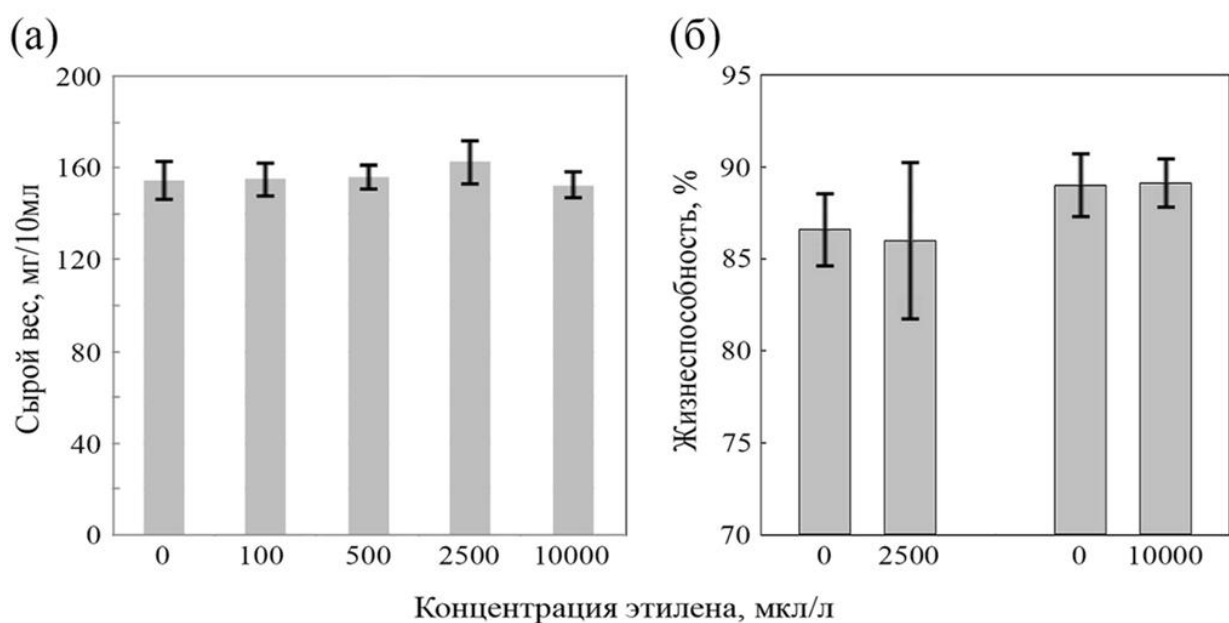 (а)
200
160
120
80
40
0
Сырой вес, мг/10мл
0 100 500 2500 10000
(б)
95
90
85
80
75
70
Жизнеспособность, %
0 2500 0 10000
Концентрация этилена, мкл/л